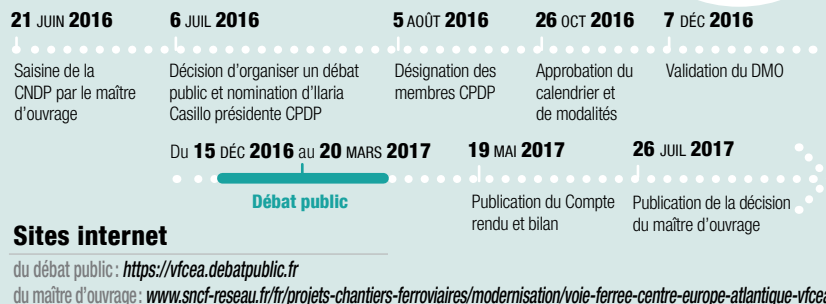 21 JUIN 2016
6 JUIL 2016
5 AOÛT 2016
26 OCT 2016
7 DÉC 2016
Saisine de la
CNDP par le maître
d'ouvrage
Décision d'organiser un débat
public et nomination d'Ilaria
Casillo présidente CPDP
Désignation des
membres CPDP
Approbation du
calendrier et
de modalités
Validation du DMO
Du 15 DÉC 2016 au 20 MARS 2017
19 MAI 2017
26 JUIL 2017
Débat public
Publication du Compte
rendu et bilan
Publication de la décision
du maître d'ouvrage
Sites internet
du débat public : https://vfcea.debatpublic.fr
du maître d'ouvrage : www.sncf-reseau.fr/fr/projets-chantiers-ferroviaires/modernisation/voie-ferree-centre-europe-atlantique-vfcea